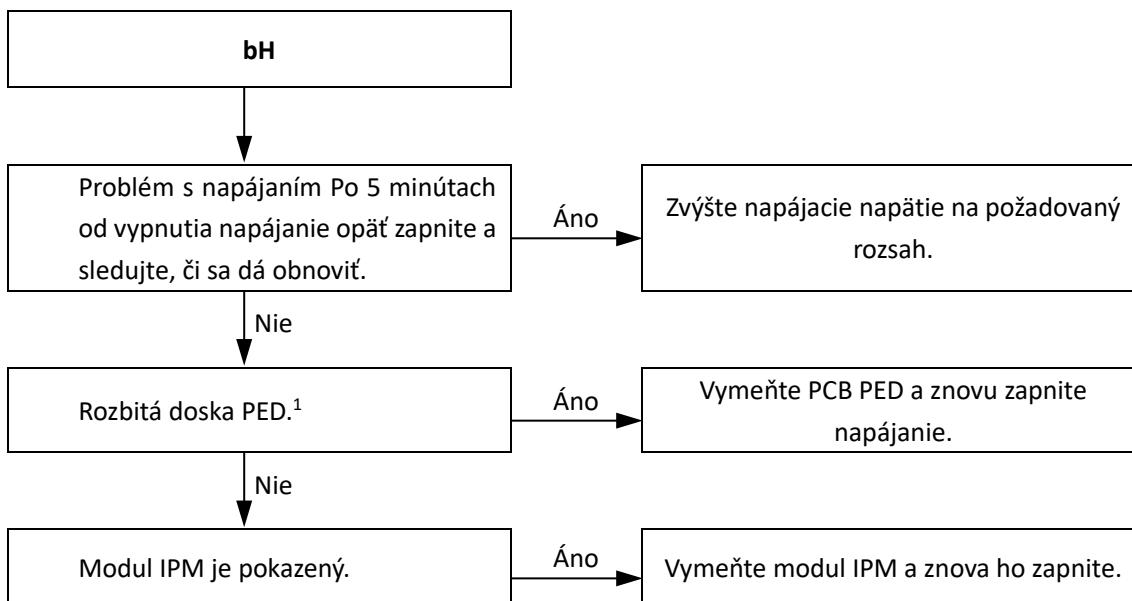 bH
Problém s napájaním Po 5 minútach
od vypnutia napájanie opäť zapnite a
sledujte, či sa dá obnoviť.
Áno
Zvýšte napájacie napätie na požadovaný
rozsah.
Nie
Rozbitá doska PED.¹
Áno
Vymeňte PCB PED a znovu zapnite
napájanie.
Nie
Modul IPM je pokazený.
Áno
Vymeňte modul IPM a znova ho zapnite.